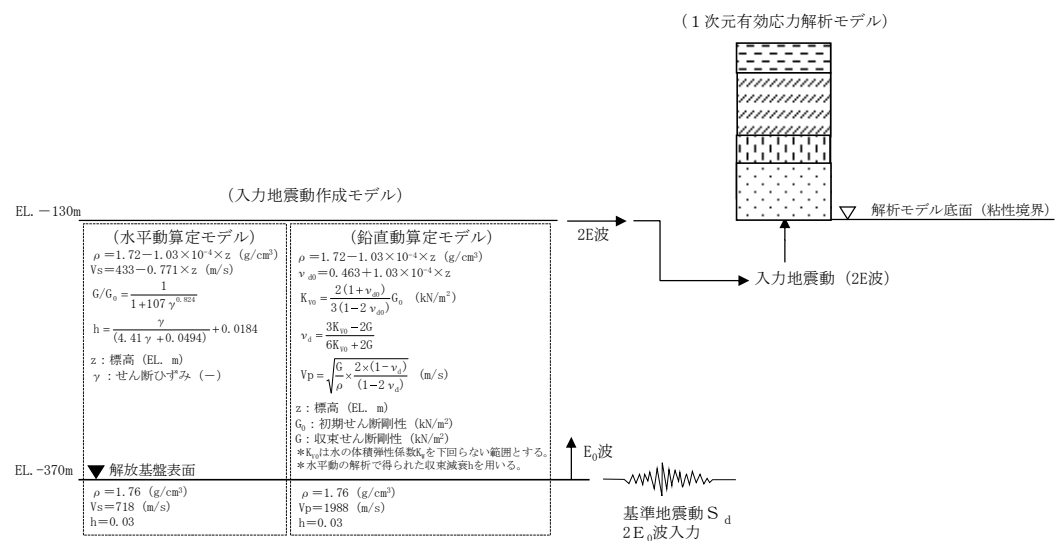 （１次元有効応力解析モデル）
（入力地震動作成モデル）
EL. －130m
（水平動算定モデル）
ρ＝1.72－1.03×10⁻⁴×z (g/cm³)
Vs＝433－0.771×z (m/s)
G/G₀＝1/(1＋107 γ^0.824)
h＝γ/(4.41 γ＋0.0494)＋0.0184
z：標高 (EL. m)
γ：せん断ひずみ (－)
（鉛直動算定モデル）
ρ＝1.72－1.03×10⁻⁴×z (g/cm³)
ν_d0＝0.463＋1.03×10⁻⁴×z
K_V0＝2(1＋ν_d0)/3(1－2 ν_d0) G₀ (kN/m²)
ν_d＝(3K_V0－2G)/(6K_V0＋2G)
Vp＝√(G/ρ×2×(1－ν_d)/(1－2 ν_d)) (m/s)
z：標高 (EL. m)
G₀：初期せん断剛性 (kN/m²)
G：収束せん断剛性 (kN/m²)
＊K_V0は水の体積弾性係数K_wを下回らない範囲とする。
＊水平動の解析で得られた収束減衰hを用いる。
2E波
解析モデル底面（粘性境界）
入力地震動（2E波）
E₀波
EL. -370m
解放基盤表面
ρ＝1.76 (g/cm³)
Vs＝718 (m/s)
h＝0.03
ρ＝1.76 (g/cm³)
Vp＝1988 (m/s)
h＝0.03
基準地震動Ｓ_d
2Ｅ₀波入力